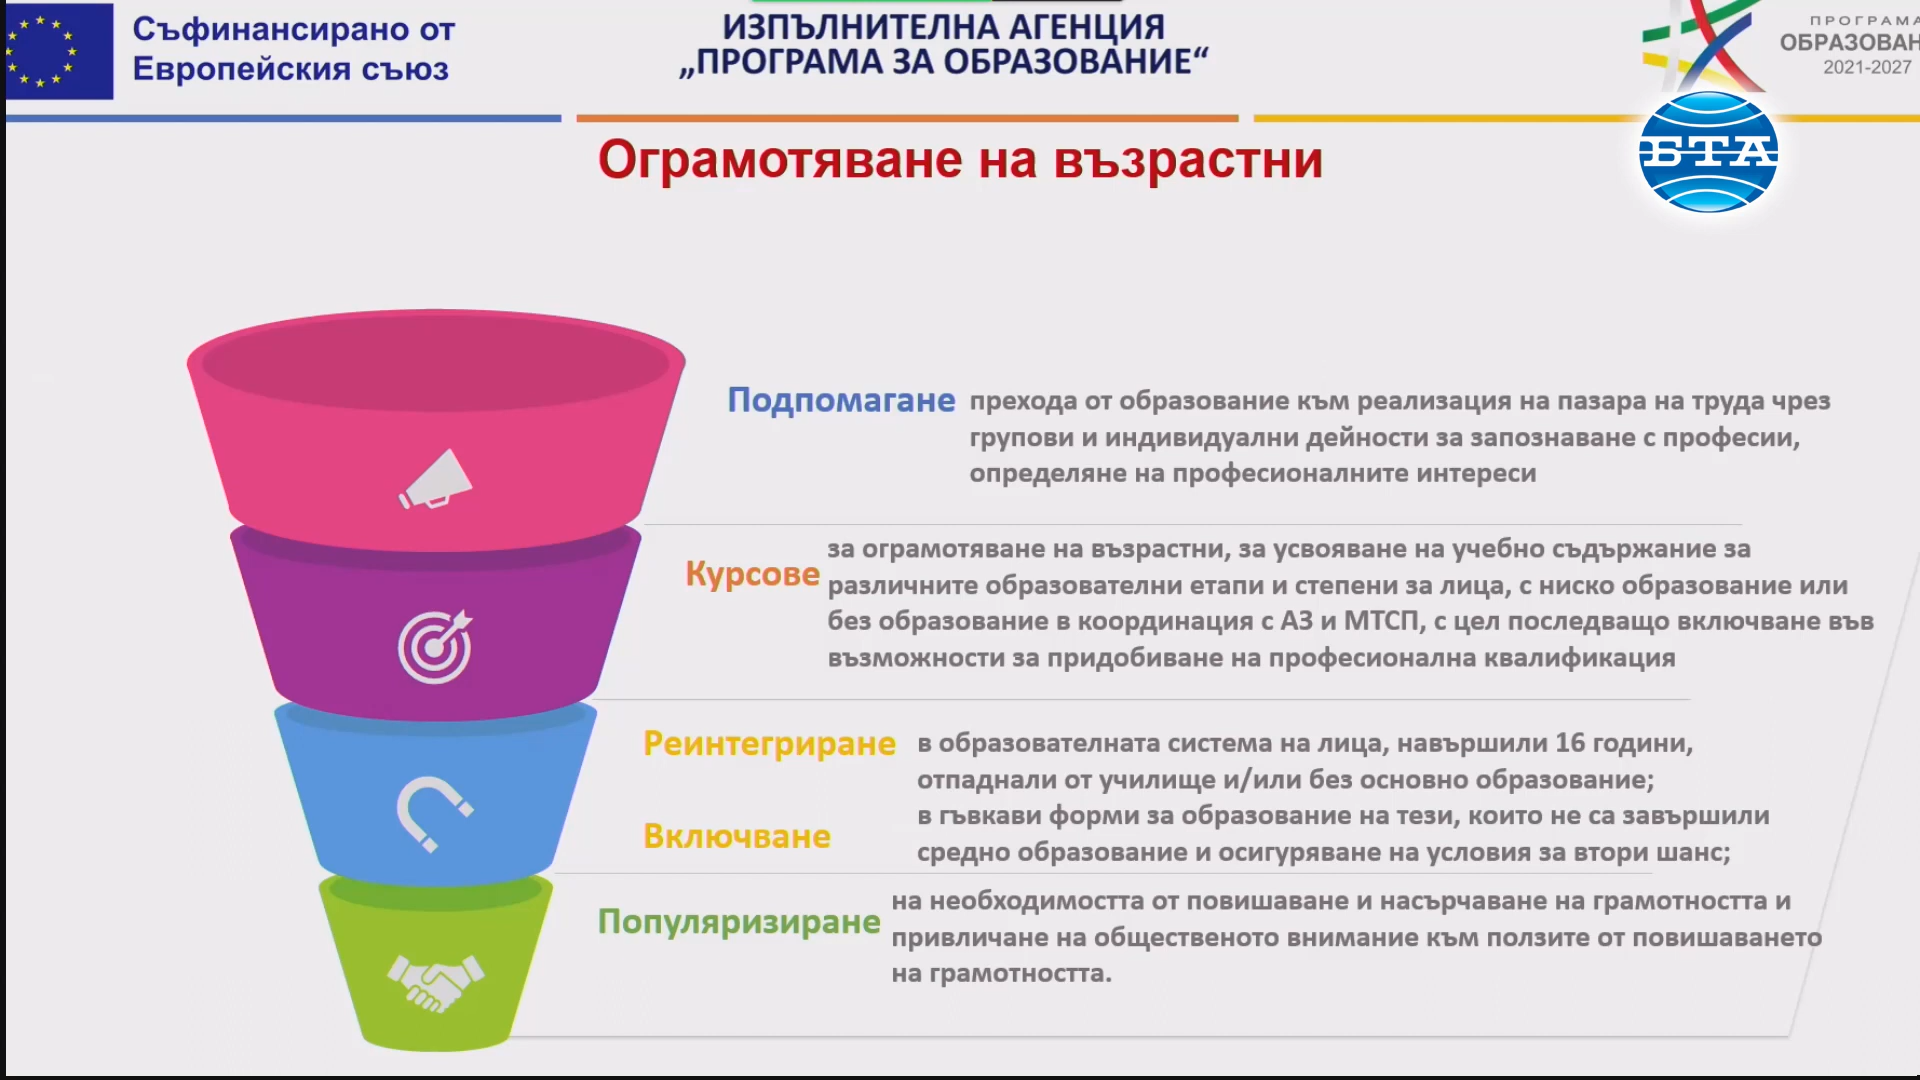 Съфинансирано от
Европейския съюз
ИЗПЪЛНИТЕЛНА АГЕНЦИЯ
„ПРОГРАМА ЗА ОБРАЗОВАНИЕ“
ПРОГРАМА
ОБРАЗОВАН
2021-2027
БТА
Ограмотяване на възрастни
Подпомагане прехода от образование към реализация на пазара на труда чрез
групови и индивидуални дейности за запознаване с професии,
определяне на професионалните интереси
Курсове
за ограмотяване на възрастни, за усвояване на учебно съдържание за
различните образователни етапи и степени за лица, с ниско образование или
без образование в координация с АЗ и МТСП, с цел последващо включване във
възможности за придобиване на професионална квалификация
Реинтегриране в образователната система на лица, навършили 16 години,
отпаднали от училище и/или без основно образование;
Включване
в гъвкави форми за образование на тези, които не са завършили
средно образование и осигуряване на условия за втори шанс;
Популяризиране
на необходимостта от повишаване и насърчаване на грамотността и
привличане на общественото внимание към ползите от повишаването
на грамотността.